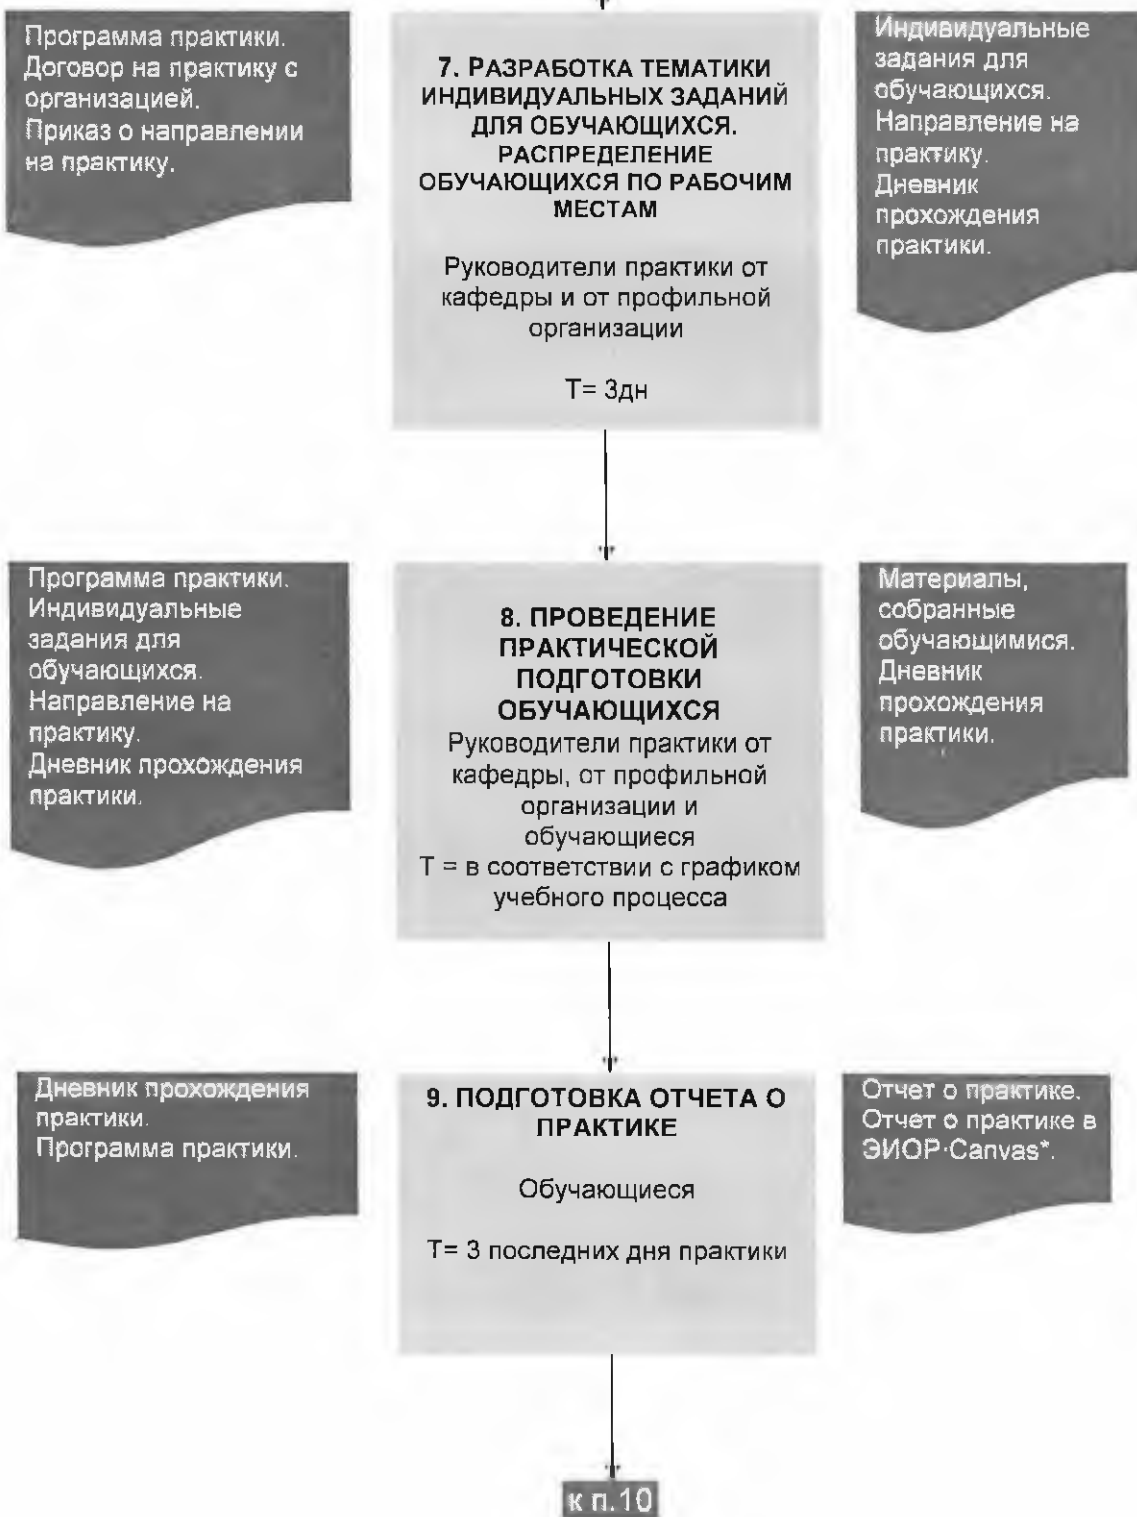 Программа практики.
Договор на практику с
организацией.
Приказ о направлении
на практику.
7. РАЗРАБОТКА ТЕМАТИКИ
ИНДИВИДУАЛЬНЫХ ЗАДАНИЙ
ДЛЯ ОБУЧАЮЩИХСЯ.
РАСПРЕДЕЛЕНИЕ
ОБУЧАЮЩИХСЯ ПО РАБОЧИМ
МЕСТАМ
Руководители практики от
кафедры и от профильной
организации
Т= 3дн
Индивидуальные
задания для
обучающихся.
Направление на
практику.
Дневник
прохождения
практики.
Программа практики.
Индивидуальные
задания для
обучающихся.
Направление на
практику.
Дневник прохождения
практики.
8. ПРОВЕДЕНИЕ
ПРАКТИЧЕСКОЙ
ПОДГОТОВКИ
ОБУЧАЮЩИХСЯ
Руководители практики от
кафедры, от профильной
организации и
обучающиеся
Т = в соответствии с графиком
учебного процесса
Материалы,
собранные
обучающимися.
Дневник
прохождения
практики.
Дневник прохождения
практики.
Программа практики.
9. ПОДГОТОВКА ОТЧЕТА О
ПРАКТИКЕ
Обучающиеся
Т= 3 последних дня практики
Отчет о практике.
Отчет о практике в
ЭИОР·Canvas*.
к п.10